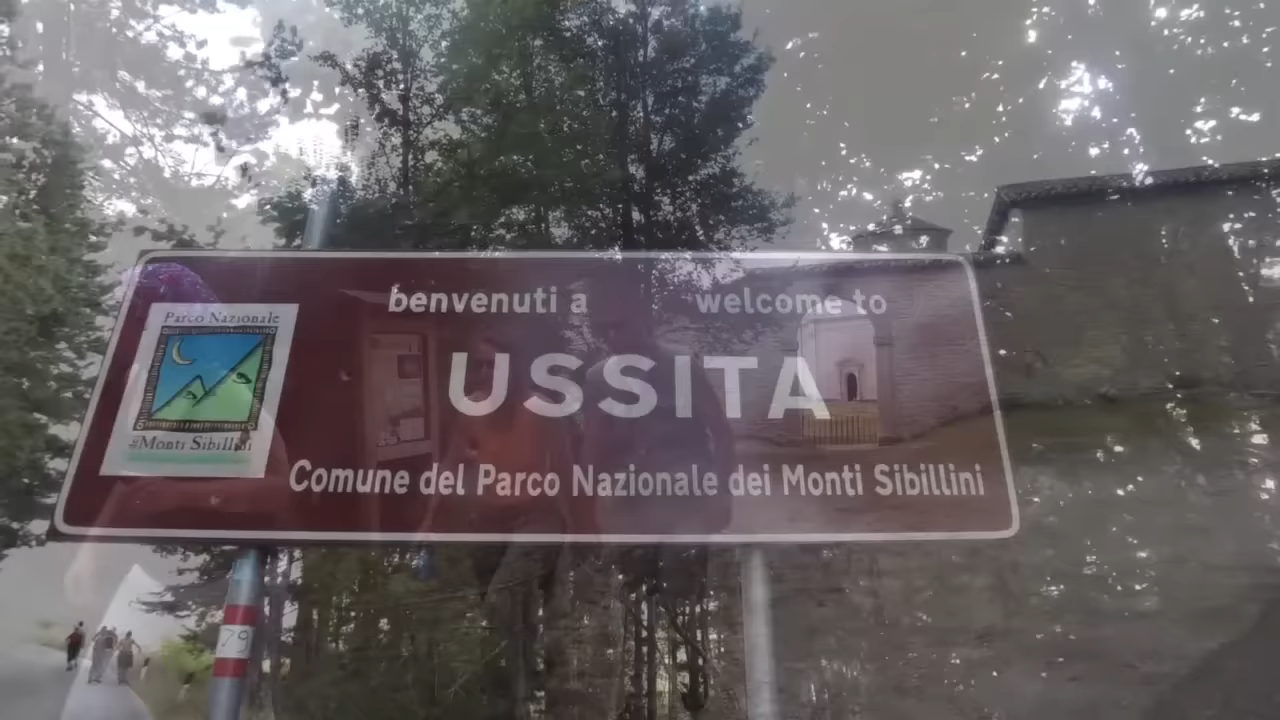 benvenuti a welcome to
Parco Nazionale
USSITA
Monti Sibillini
Comune del Parco Nazionale dei Monti Sibillini
79